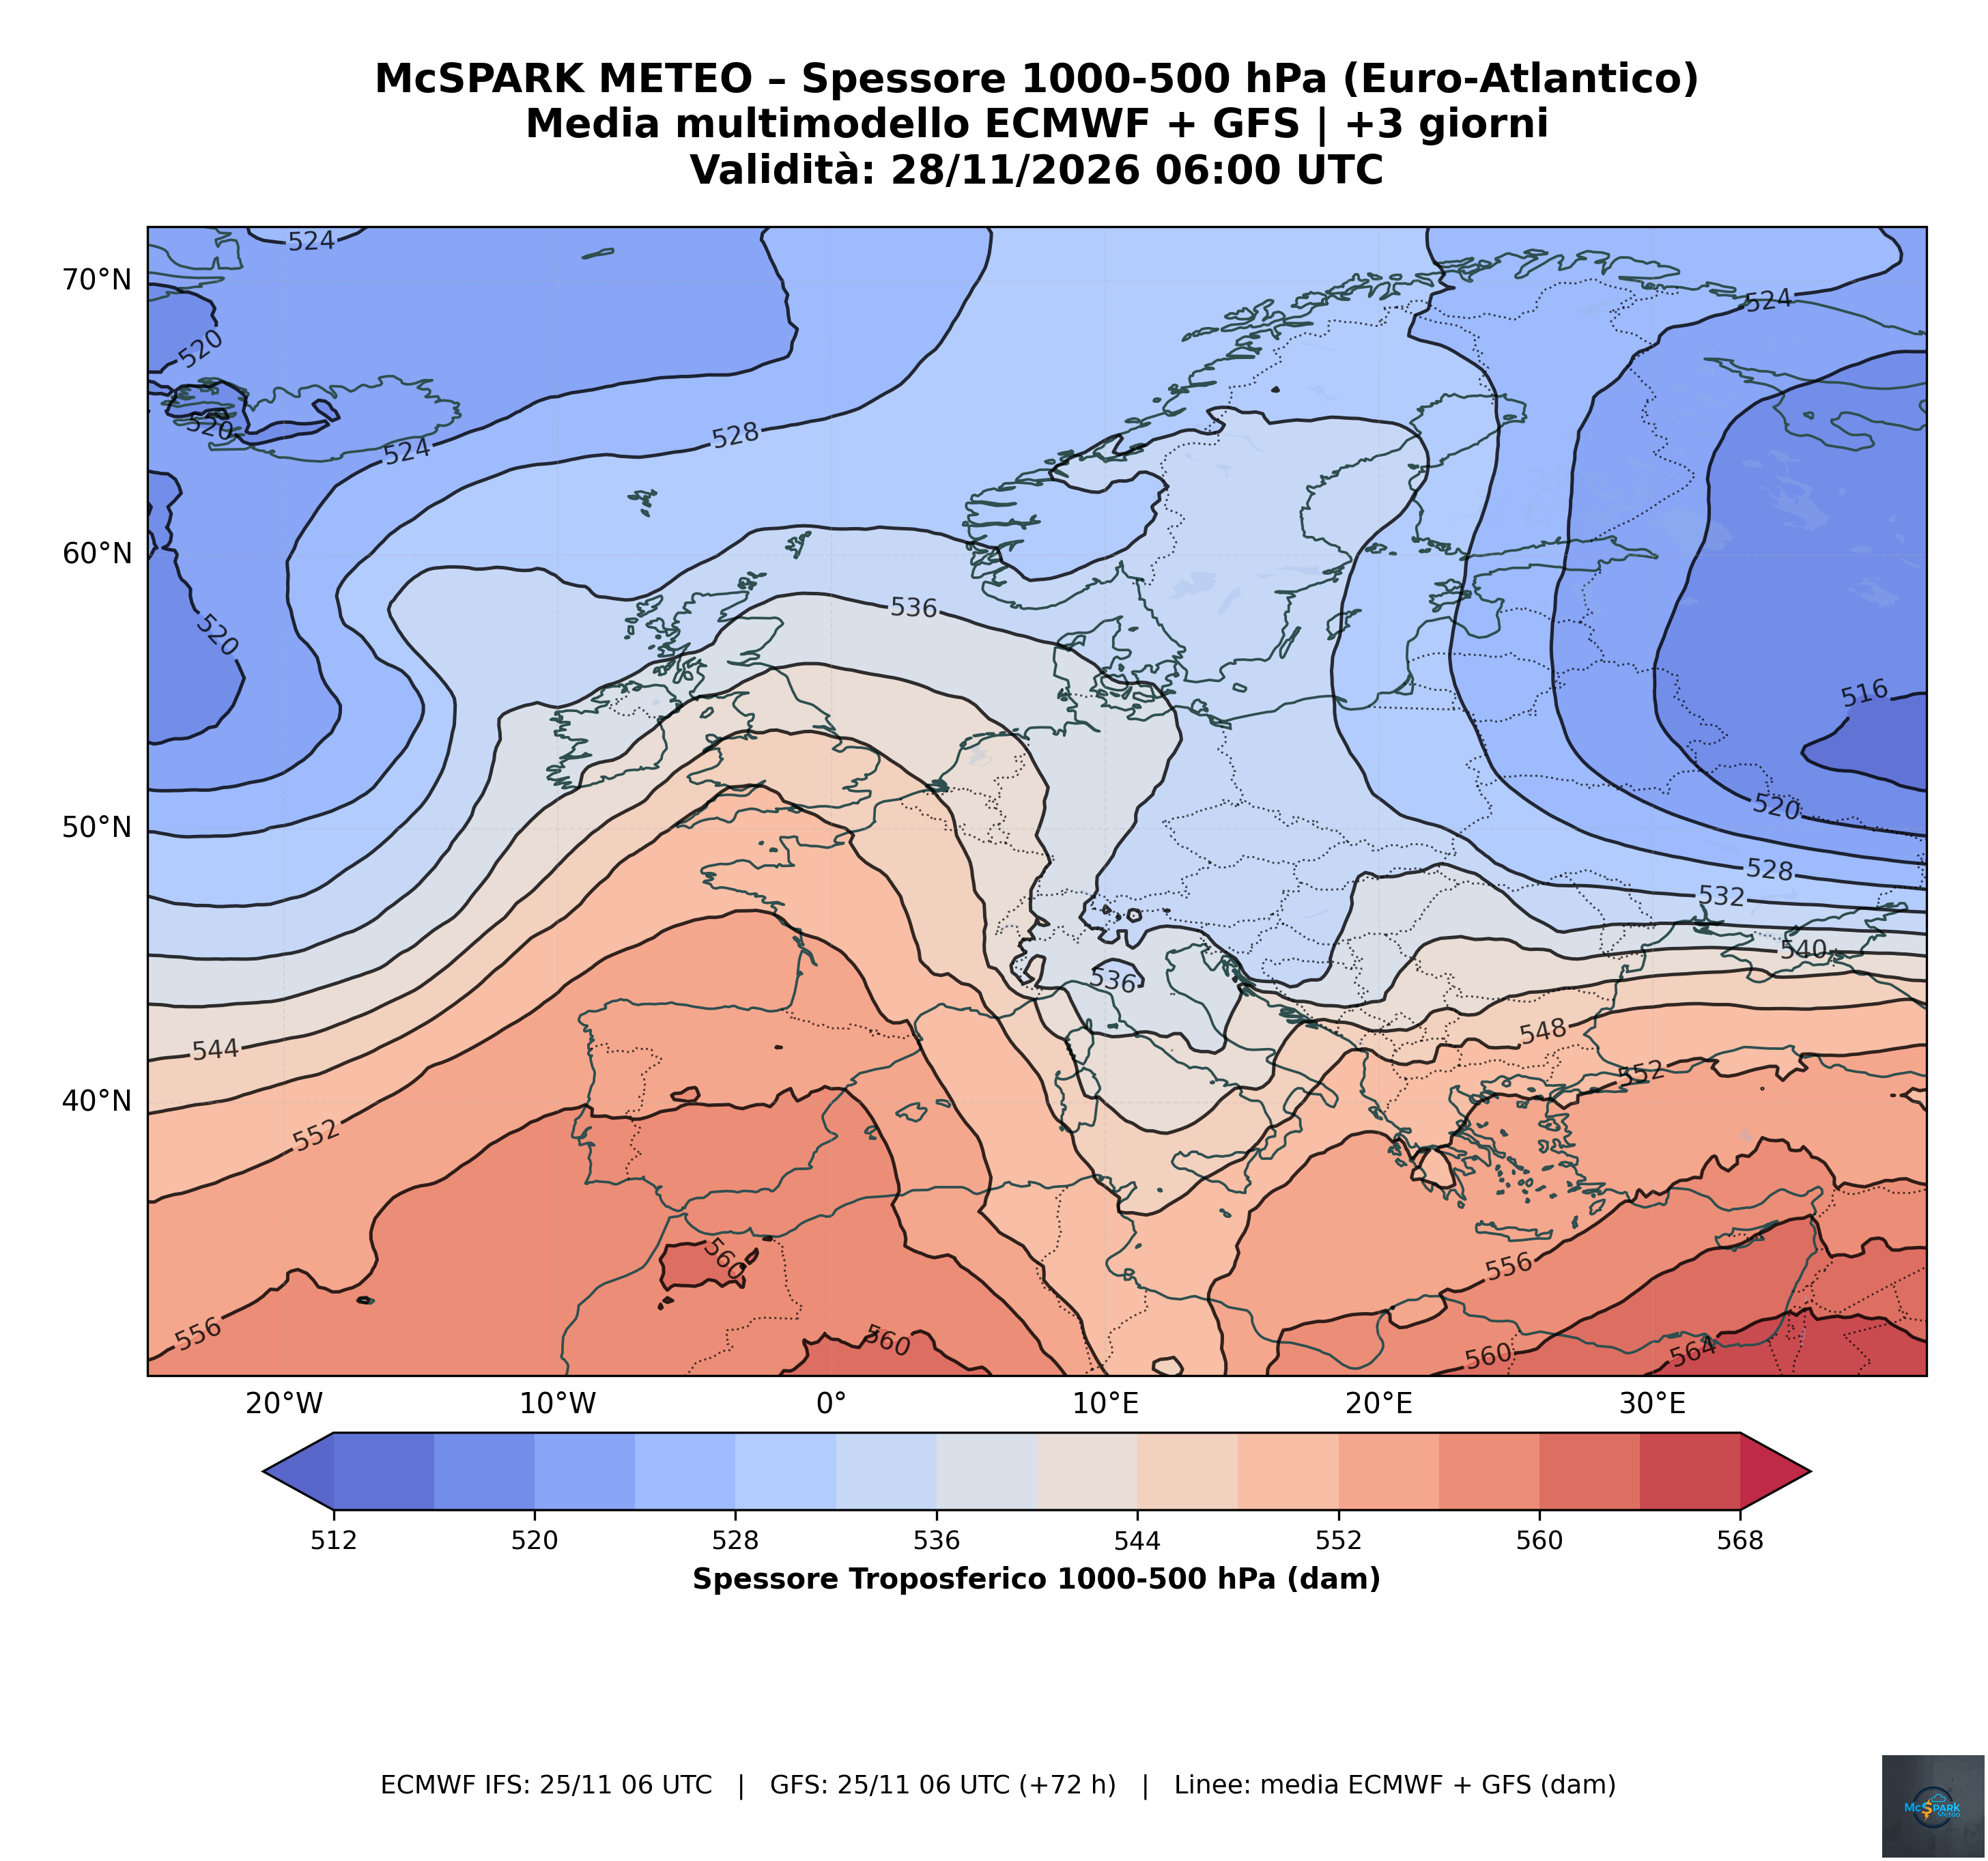 McSPARK METEO – Spessore 1000-500 hPa (Euro-Atlantico)
Media multimodello ECMWF + GFS | +3 giorni
Validità: 28/11/2026 06:00 UTC
524
70°N
524
520
520
528
524
60°N
536
520
516
50°N
520
528
532
540
536
544
548
552
40°N
552
556
560
556
560
560
564
20°W
10°W
0°
10°E
20°E
30°E
512
520
528
536
544
552
560
568
Spessore Troposferico 1000-500 hPa (dam)
ECMWF IFS: 25/11 06 UTC | GFS: 25/11 06 UTC (+72 h) | Linee: media ECMWF + GFS (dam)
McSPARK
Meteo